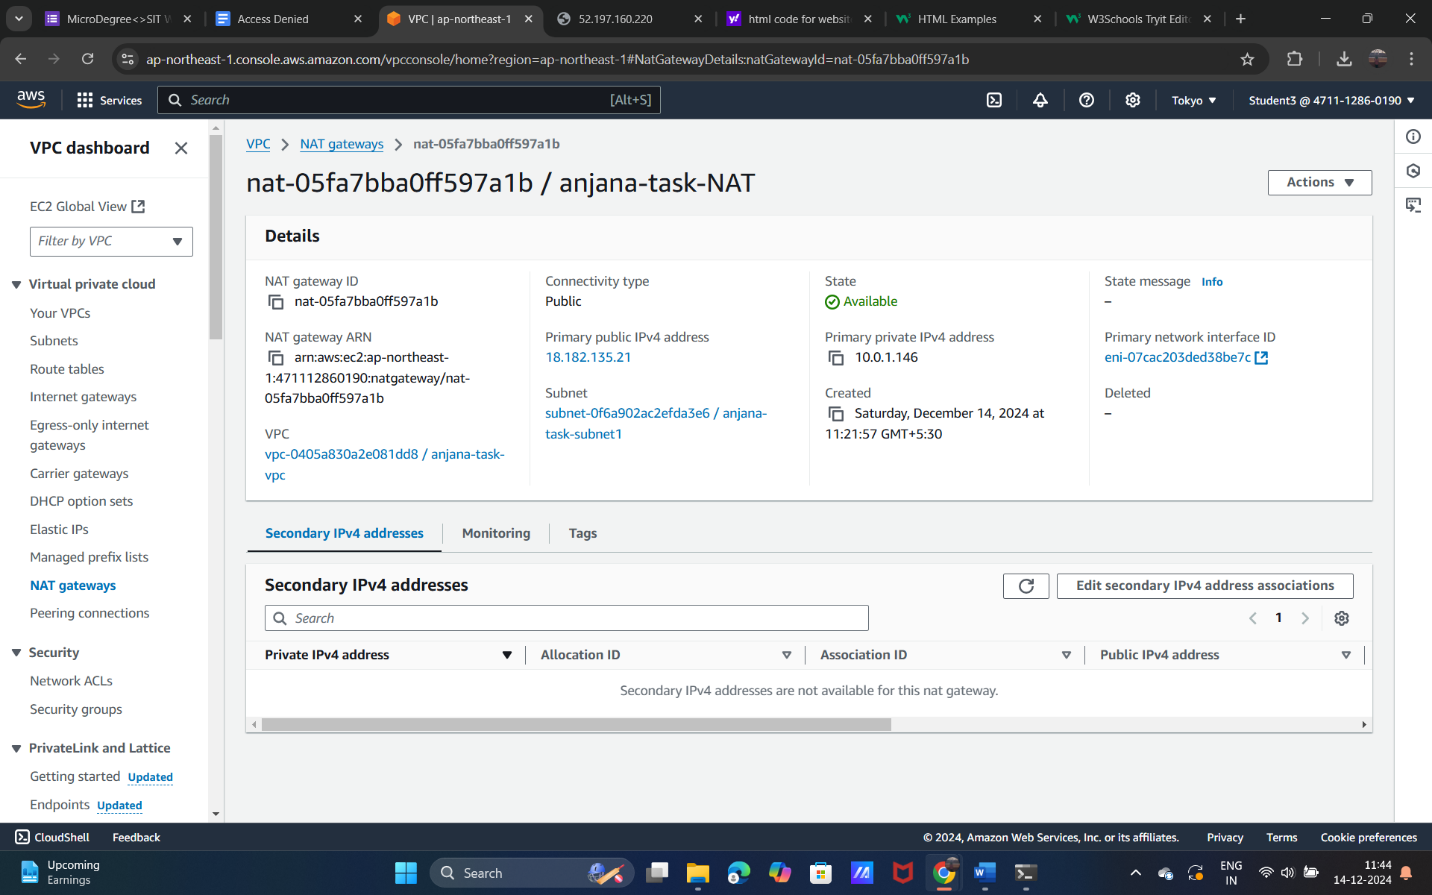 MicroDegree<>SIT W
Access Denied
VPC | ap-northeast-1
52.197.160.220
html code for websit
HTML Examples
W3Schools Tryit Edit
ap-northeast-1.console.aws.amazon.com/vpcconsole/home?region=ap-northeast-1#NatGatewayDetails:natGatewayId=nat-05fa7bba0ff597a1b
aws
Services
Search
[Alt+S]
Tokyo
Student3 @ 4711-1286-0190
VPC dashboard
EC2 Global View
Filter by VPC
Virtual private cloud
Your VPCs
Subnets
Route tables
Internet gateways
Egress-only internet
gateways
Carrier gateways
DHCP option sets
Elastic IPs
Managed prefix lists
NAT gateways
Peering connections
Security
Network ACLs
Security groups
PrivateLink and Lattice
Getting started Updated
Endpoints Updated
VPC > NAT gateways > nat-05fa7bba0ff597a1b
nat-05fa7bba0ff597a1b / anjana-task-NAT
Actions
Details
NAT gateway ID
nat-05fa7bba0ff597a1b
NAT gateway ARN
arn:aws:ec2:ap-northeast-
1:471112860190:natgateway/nat-
05fa7bba0ff597a1b
VPC
vpc-0405a830a2e081dd8 / anjana-task-
vpc
Connectivity type
Public
Primary public IPv4 address
18.182.135.21
Subnet
subnet-0f6a902ac2efda3e6 / anjana-
task-subnet1
State
Available
Primary private IPv4 address
10.0.1.146
Created
Saturday, December 14, 2024 at
11:21:57 GMT+5:30
State message Info
–
Primary network interface ID
eni-07cac203ded38be7c
Deleted
–
Secondary IPv4 addresses
Monitoring
Tags
Secondary IPv4 addresses
Edit secondary IPv4 address associations
Search
1
Private IPv4 address
Allocation ID
Association ID
Public IPv4 address
Secondary IPv4 addresses are not available for this nat gateway.
CloudShell
Feedback
© 2024, Amazon Web Services, Inc. or its affiliates.
Privacy
Terms
Cookie preferences
Upcoming
Earnings
Search
ENG
IN
11:44
14-12-2024